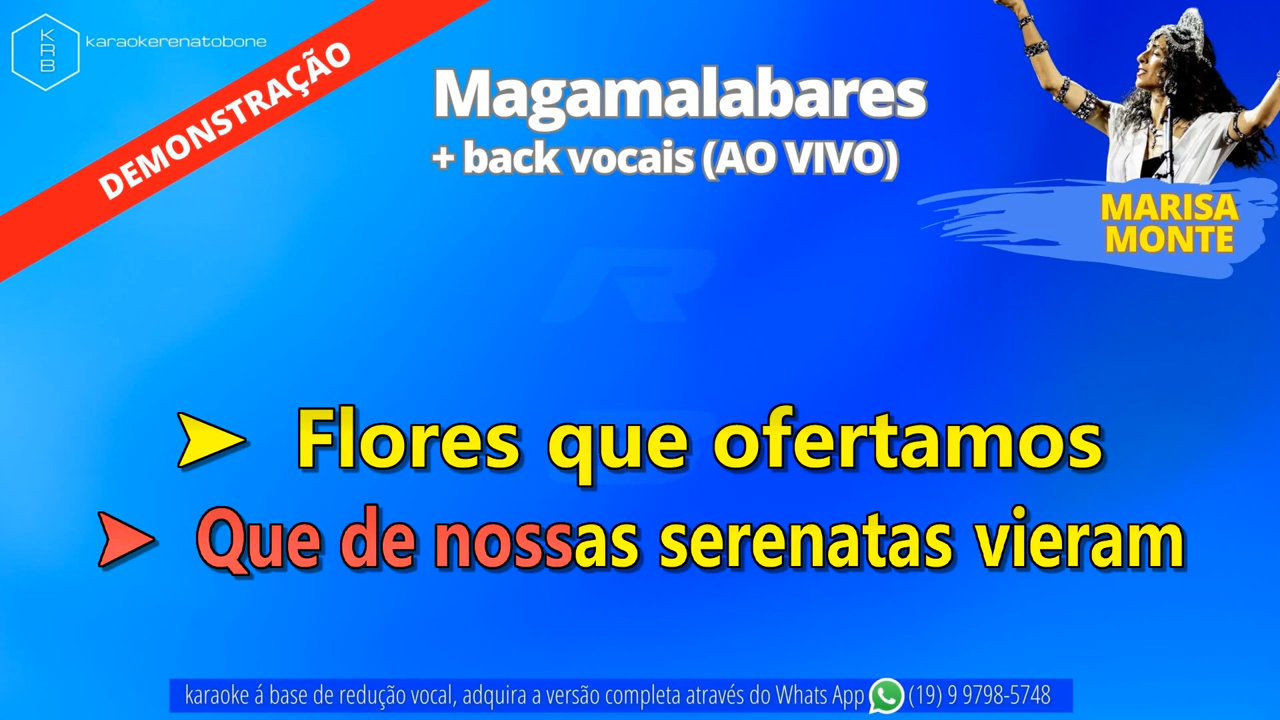 KRB
karaokerenatobone
DEMONSTRAÇÃO
Magamalabares
+ back vocais (AO VIVO)
MARISA
MONTE
➤ Flores que ofertamos
➤ Que de nossas serenatas vieram
karaoke á base de redução vocal, adquira a versão completa através do Whats App (19) 9 9798-5748